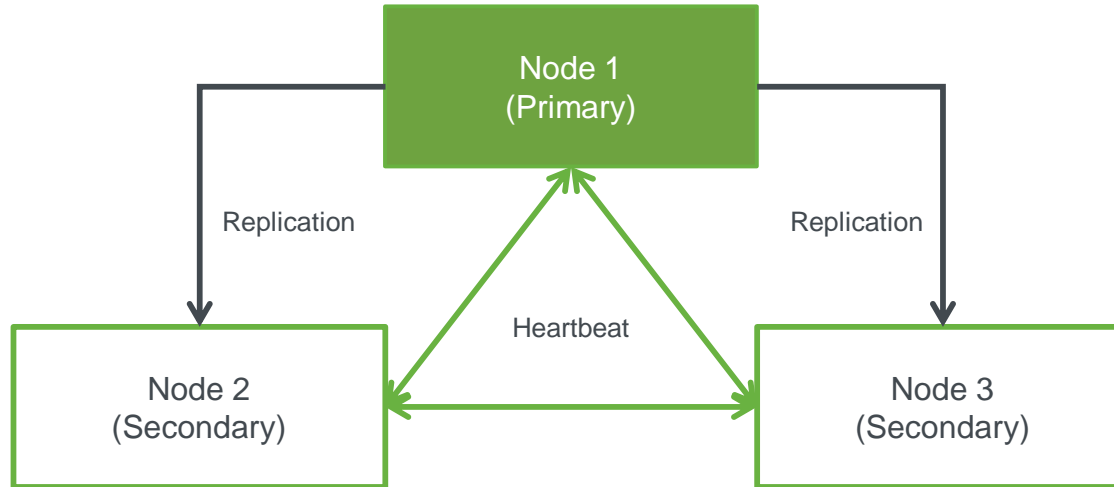 Node 1
(Primary)
Replication
Replication
Heartbeat
Node 2
(Secondary)
Node 3
(Secondary)